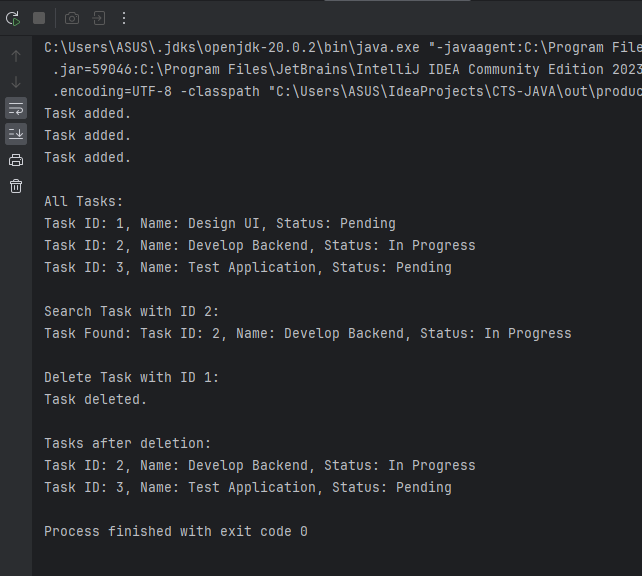 C:\Users\ASUS\.jdks\openjdk-20.0.2\bin\java.exe "-javaagent:C:\Program File
.jar=59046:C:\Program Files\JetBrains\IntelliJ IDEA Community Edition 2023
.encoding=UTF-8 -classpath "C:\Users\ASUS\IdeaProjects\CTS-JAVA\out\produc
Task added.
Task added.
Task added.
All Tasks:
Task ID: 1, Name: Design UI, Status: Pending
Task ID: 2, Name: Develop Backend, Status: In Progress
Task ID: 3, Name: Test Application, Status: Pending
Search Task with ID 2:
Task Found: Task ID: 2, Name: Develop Backend, Status: In Progress
Delete Task with ID 1:
Task deleted.
Tasks after deletion:
Task ID: 2, Name: Develop Backend, Status: In Progress
Task ID: 3, Name: Test Application, Status: Pending
Process finished with exit code 0